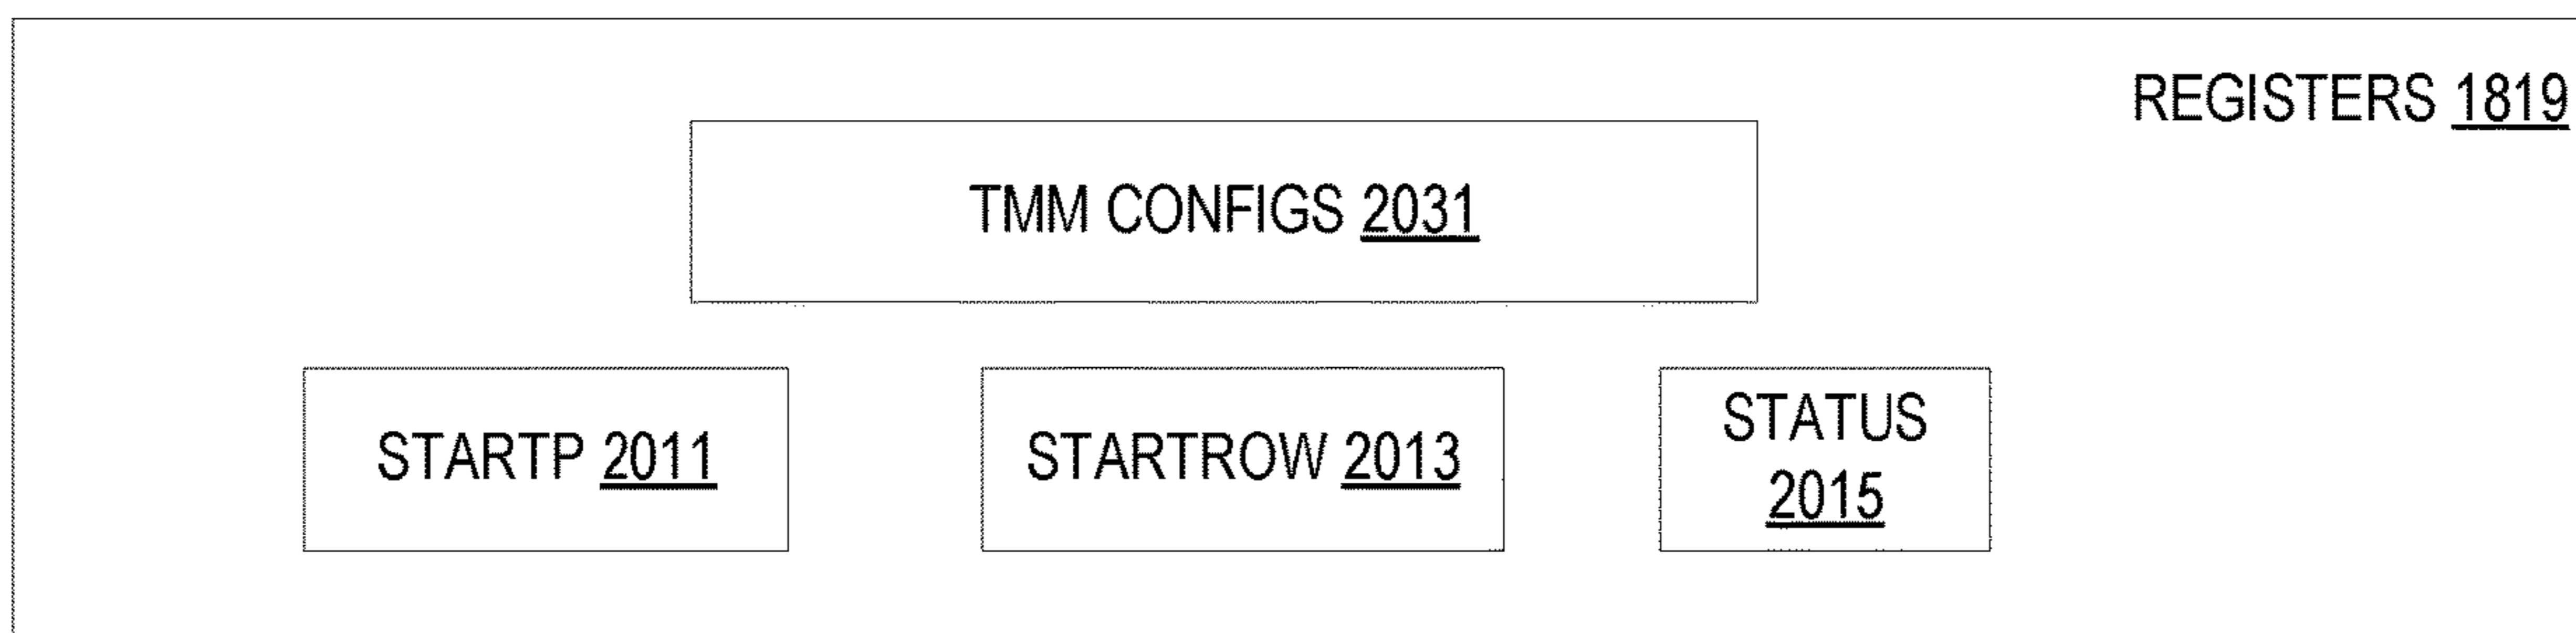 REGISTERS 1819
TMM CONFIGS 2031
STARTP 2011
STARTROW 2013
STATUS
2015